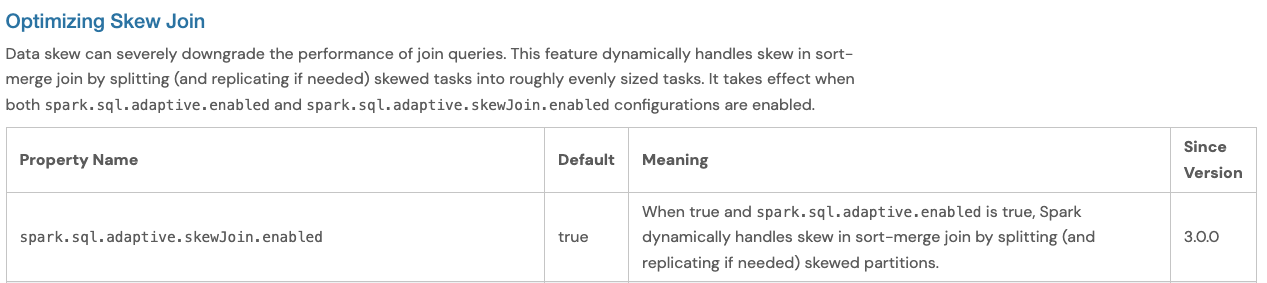 Optimizing Skew Join
Data skew can severely downgrade the performance of join queries. This feature dynamically handles skew in sort-
merge join by splitting (and replicating if needed) skewed tasks into roughly evenly sized tasks. It takes effect when
both spark.sql.adaptive.enabled and spark.sql.adaptive.skewJoin.enabled configurations are enabled.
Property Name Default Meaning Since
Version
When true and spark.sql.adaptive.enabled is true, Spark
spark.sql.adaptive.skewJoin.enabled true dynamically handles skew in sort-merge join by splitting (and 3.0.0
replicating if needed) skewed partitions.